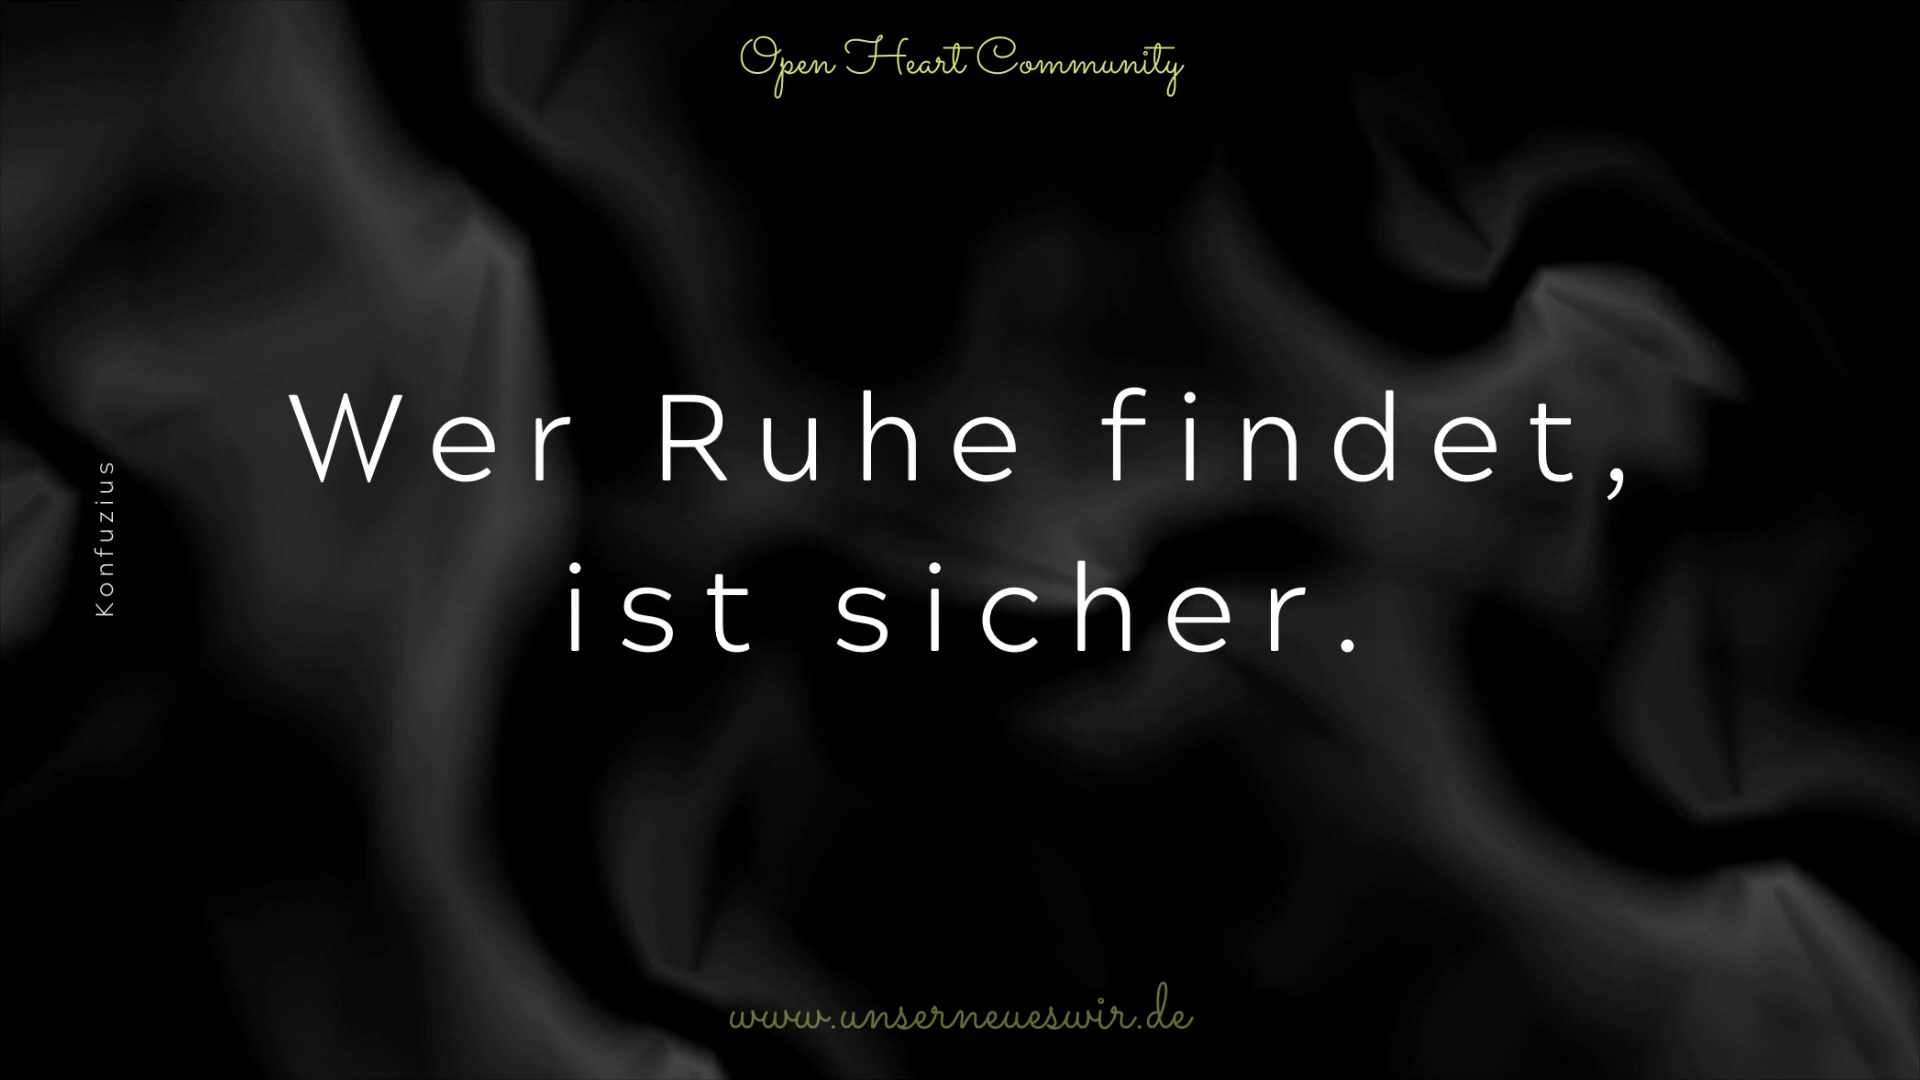 Open Heart Community
Wer Ruhe findet,
ist sicher.
Konfuzius
www.unserneueswir.de